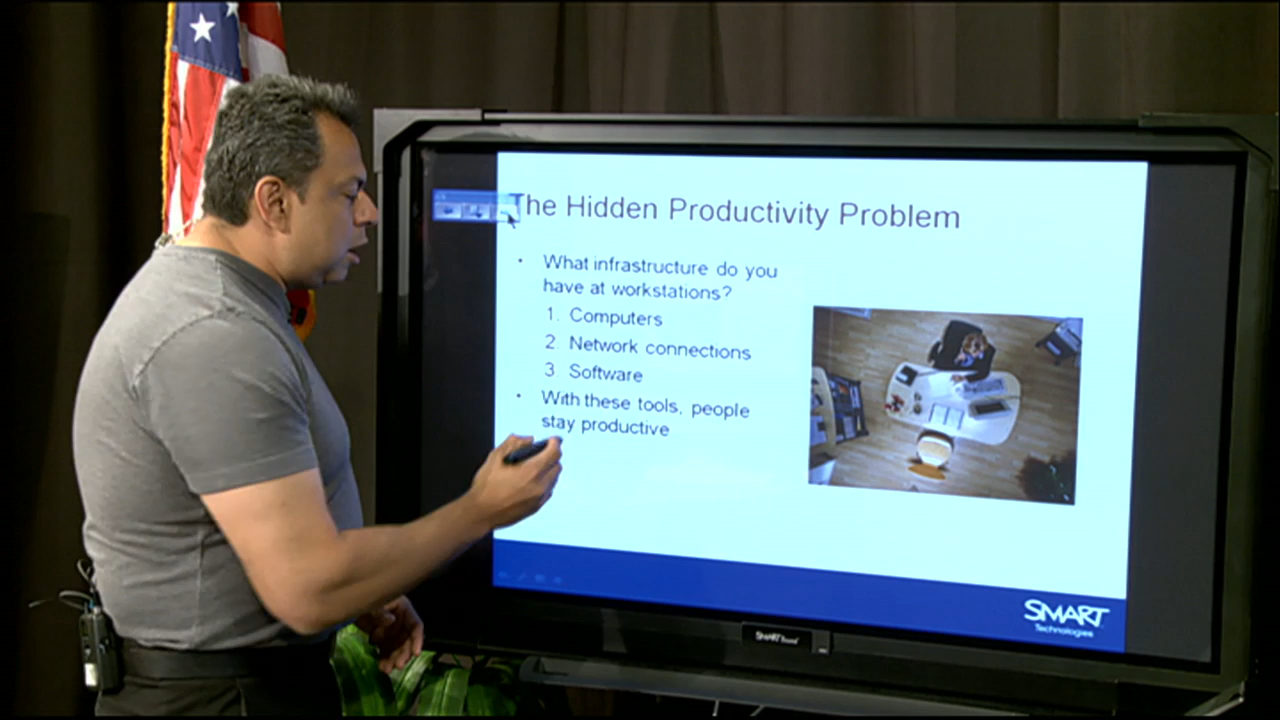 The Hidden Productivity Problem
• What infrastructure do you
have at workstations?
1. Computers
2. Network connections
3. Software
• With these tools, people
stay productive
SMART
Technologies
SMART Board